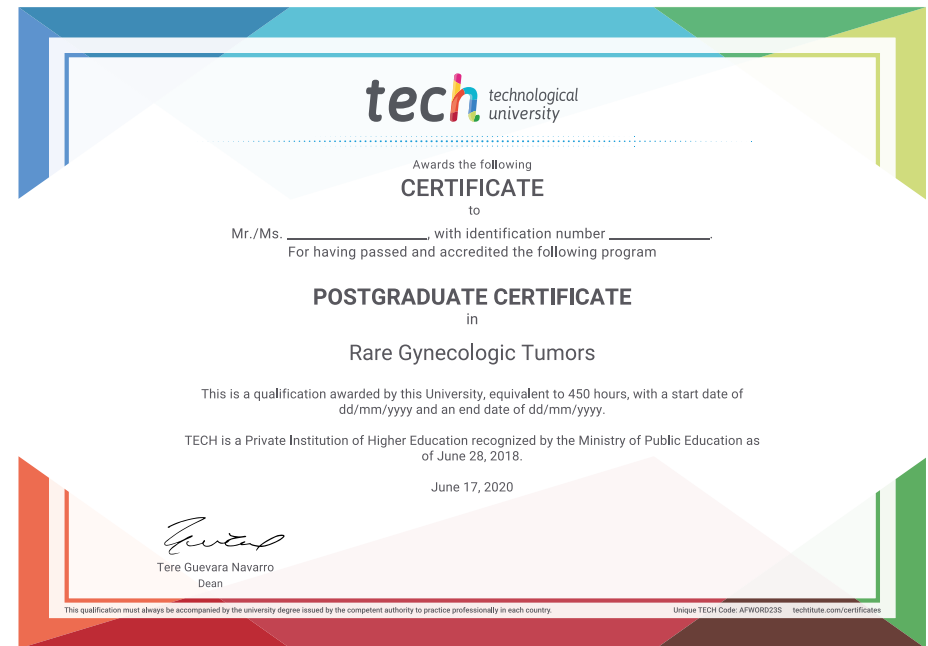 tech technological
university
Awards the following
CERTIFICATE
to
Mr./Ms. ____________________, with identification number ______________.
For having passed and accredited the following program
POSTGRADUATE CERTIFICATE
in
Rare Gynecologic Tumors
This is a qualification awarded by this University, equivalent to 450 hours, with a start date of
dd/mm/yyyy and an end date of dd/mm/yyyy.
TECH is a Private Institution of Higher Education recognized by the Ministry of Public Education as
of June 28, 2018.
June 17, 2020
Tere Guevara Navarro
Dean
This qualification must always be accompanied by the university degree issued by the competent authority to practice professionally in each country.
Unique TECH Code: AFWORD23S techtitute.com/certificates